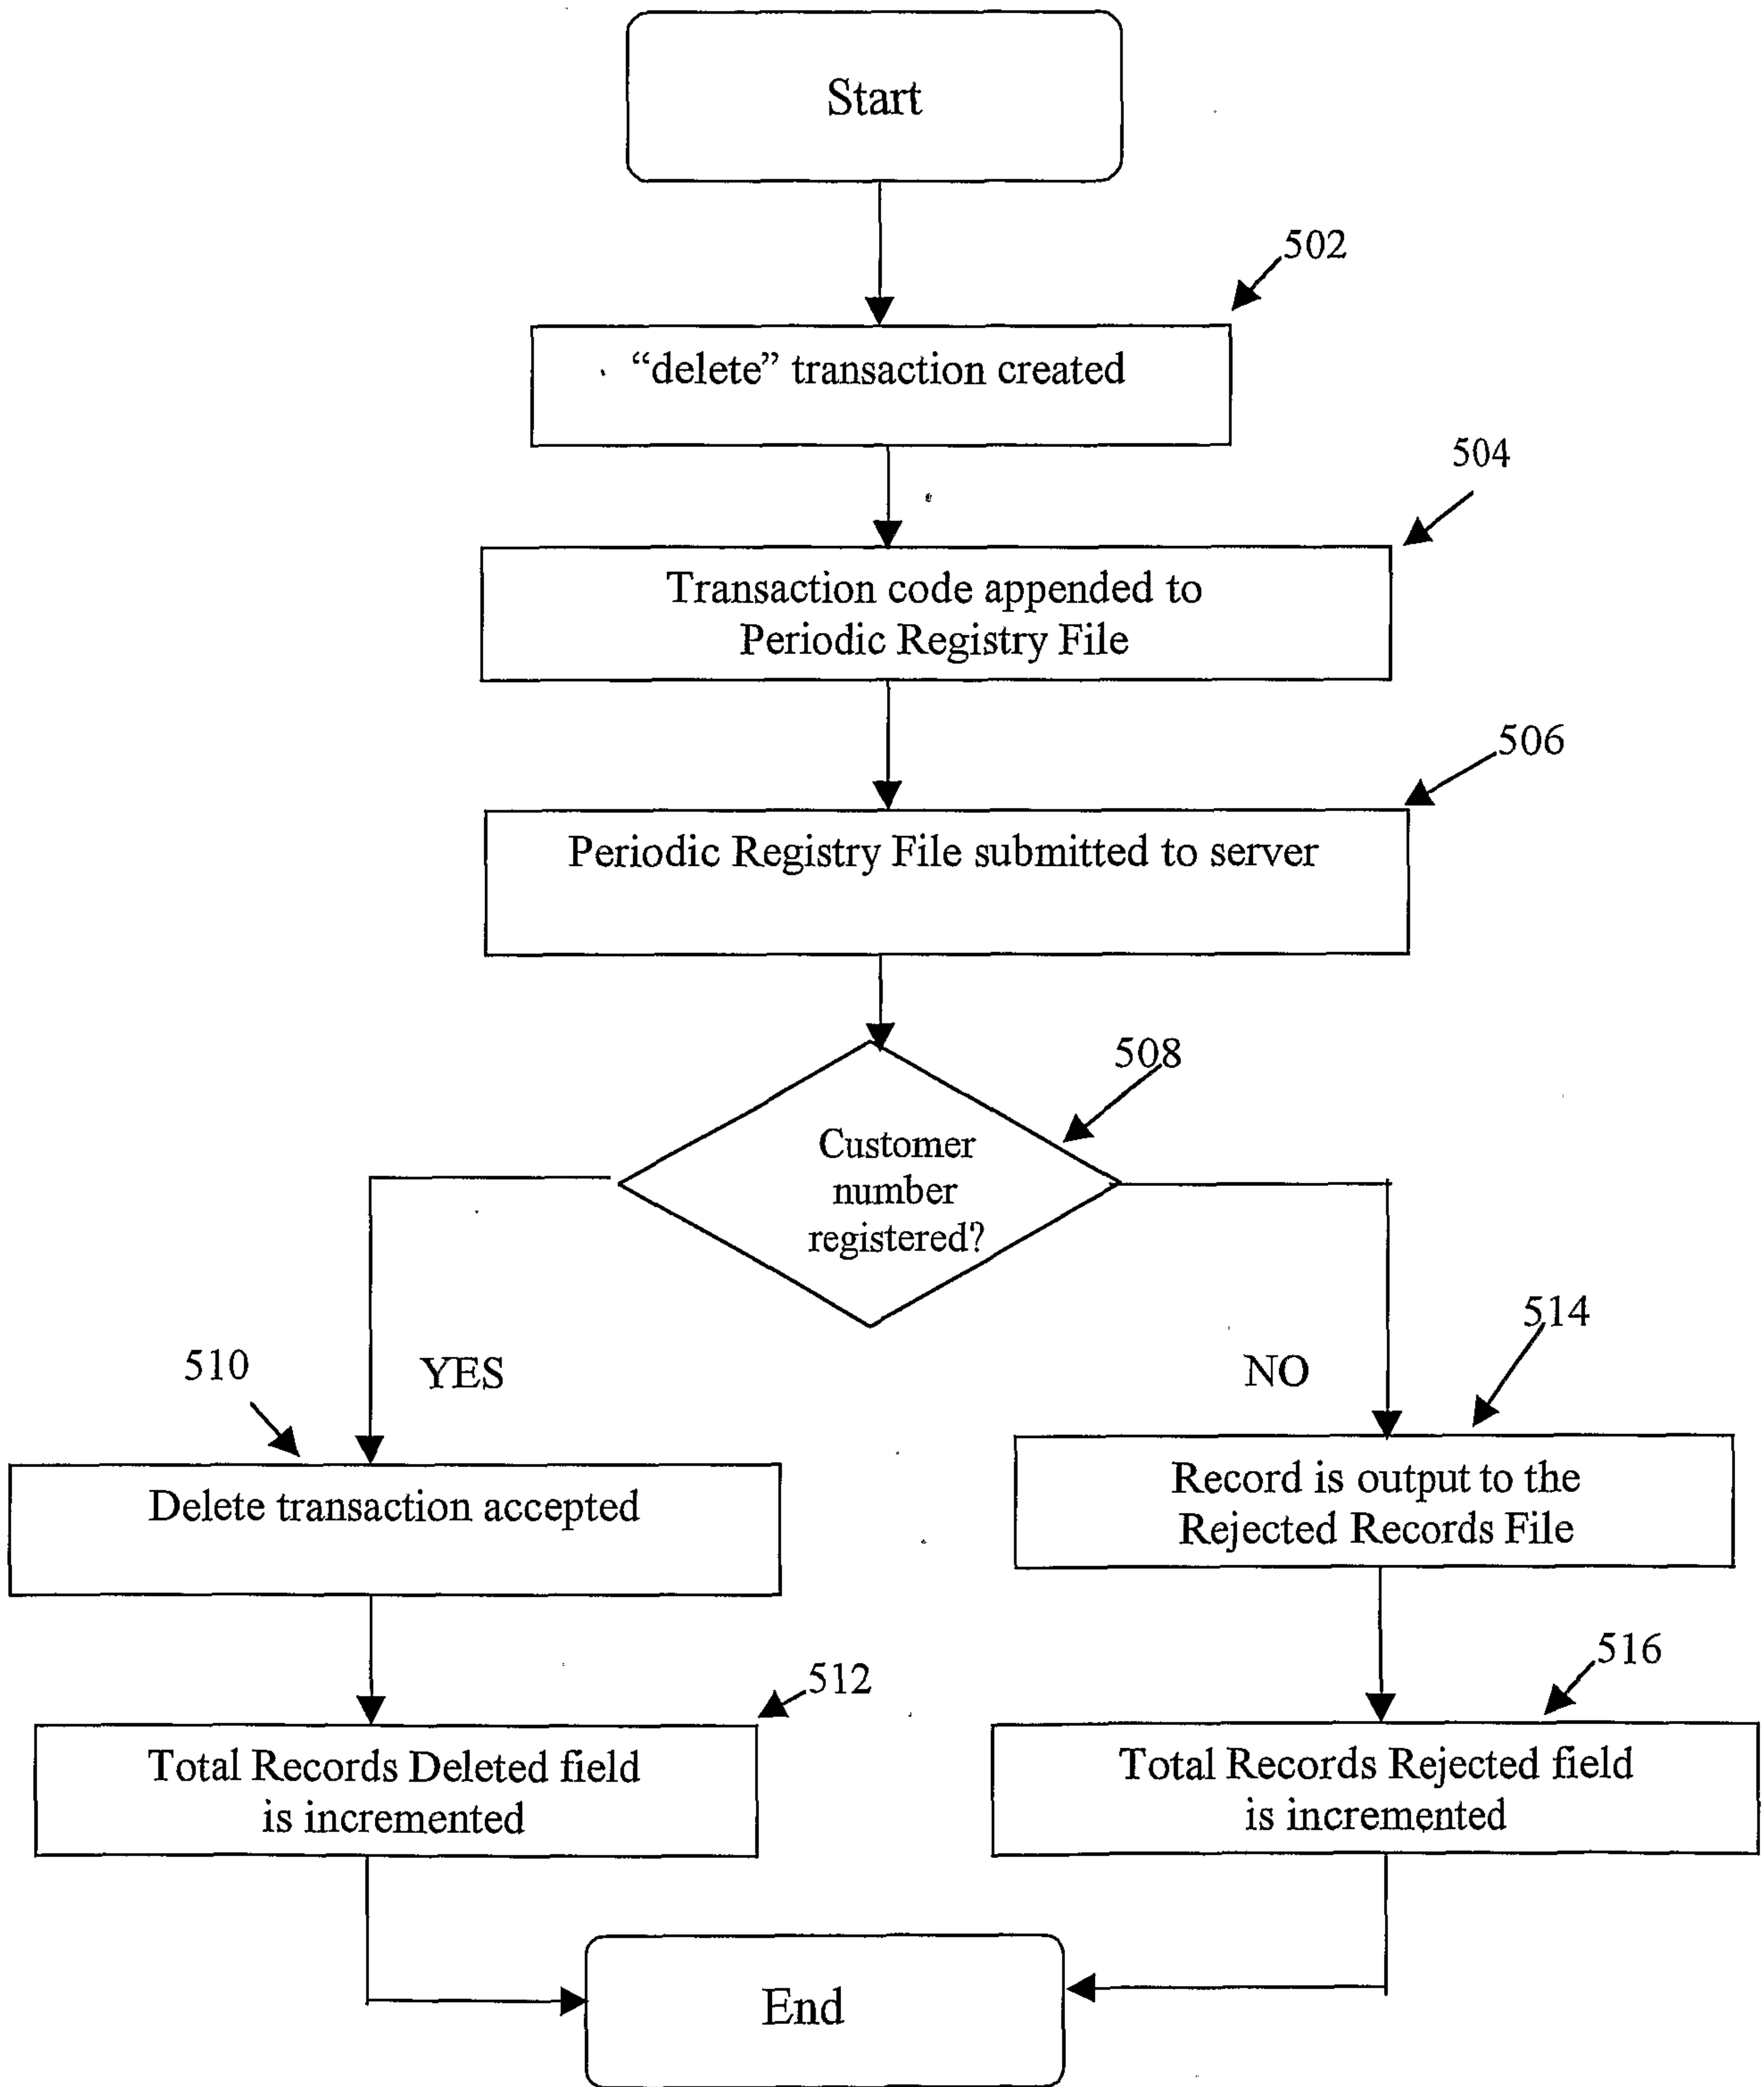 Start
502
“delete” transaction created
504
Transaction code appended to
Periodic Registry File
506
Periodic Registry File submitted to server
508
Customer
number
registered?
510
YES
NO
514
Delete transaction accepted
Record is output to the
Rejected Records File
512
516
Total Records Deleted field
is incremented
Total Records Rejected field
is incremented
End